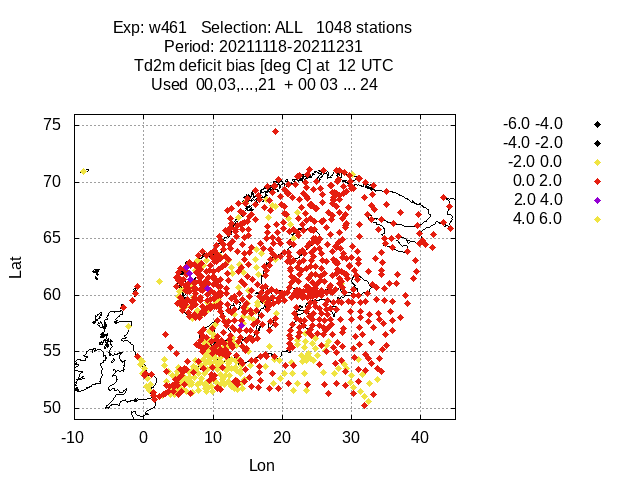 Exp: w461   Selection: ALL   1048 stations
Period: 20211118-20211231
Td2m deficit bias [deg C] at  12 UTC
Used  00,03,...,21  + 00 03 ... 24
-6.0 -4.0
-4.0 -2.0
-2.0 0.0
0.0 2.0
2.0 4.0
4.0 6.0
Lat
75
70
65
60
55
50
-10 0 10 20 30 40
Lon